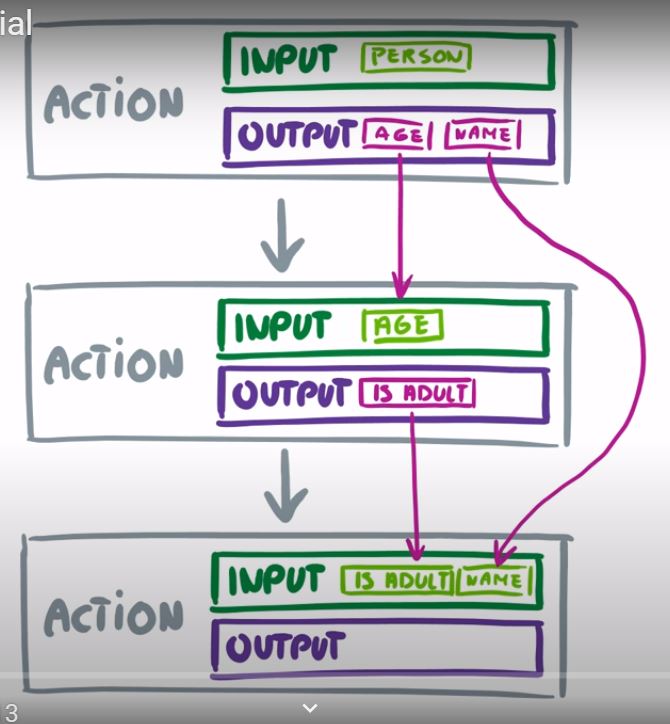 ial
INPUT PERSON
ACTION
OUTPUT AGE NAME
INPUT AGE
ACTION
OUTPUT IS ADULT
INPUT IS ADULT NAME
ACTION
OUTPUT
3